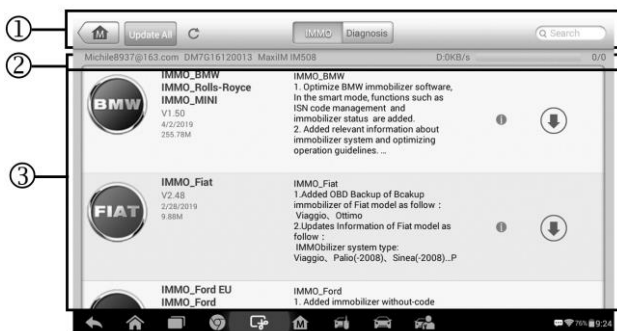 ①
Update All
IMMO
Diagnosis
Search
②
Michile8937@163.com DM7G16120013 MaxiIM IM508
D:0KB/s
0/0
③
BMW
IMMO_BMW
IMMO_Rolls-Royce
IMMO_MINI
V1.50
4/2/2019
255.78M
IMMO_BMW
1. Optimize BMW immobilizer software,
In the smart mode, functions such as
ISN code management and
immobilizer status are added.
2. Added relevant information about
immobilizer system and optimizing
operation guidelines. ...
FIAT
IMMO_Fiat
V2.48
2/28/2019
9.88M
IMMO_Fiat
1.Added OBD Backup of Bcakup
immobilizer of Fiat model as follow :
Viaggio、Ottimo
2.Updates Information of Fiat model as
follow :
IMMObilizer system type:
Viaggio、Palio(-2008)、Sinea(-2008)...P
IMMO_Ford EU
IMMO_Ford
IMMO_Ford
1. Added immobilizer without-code
76%
9:24